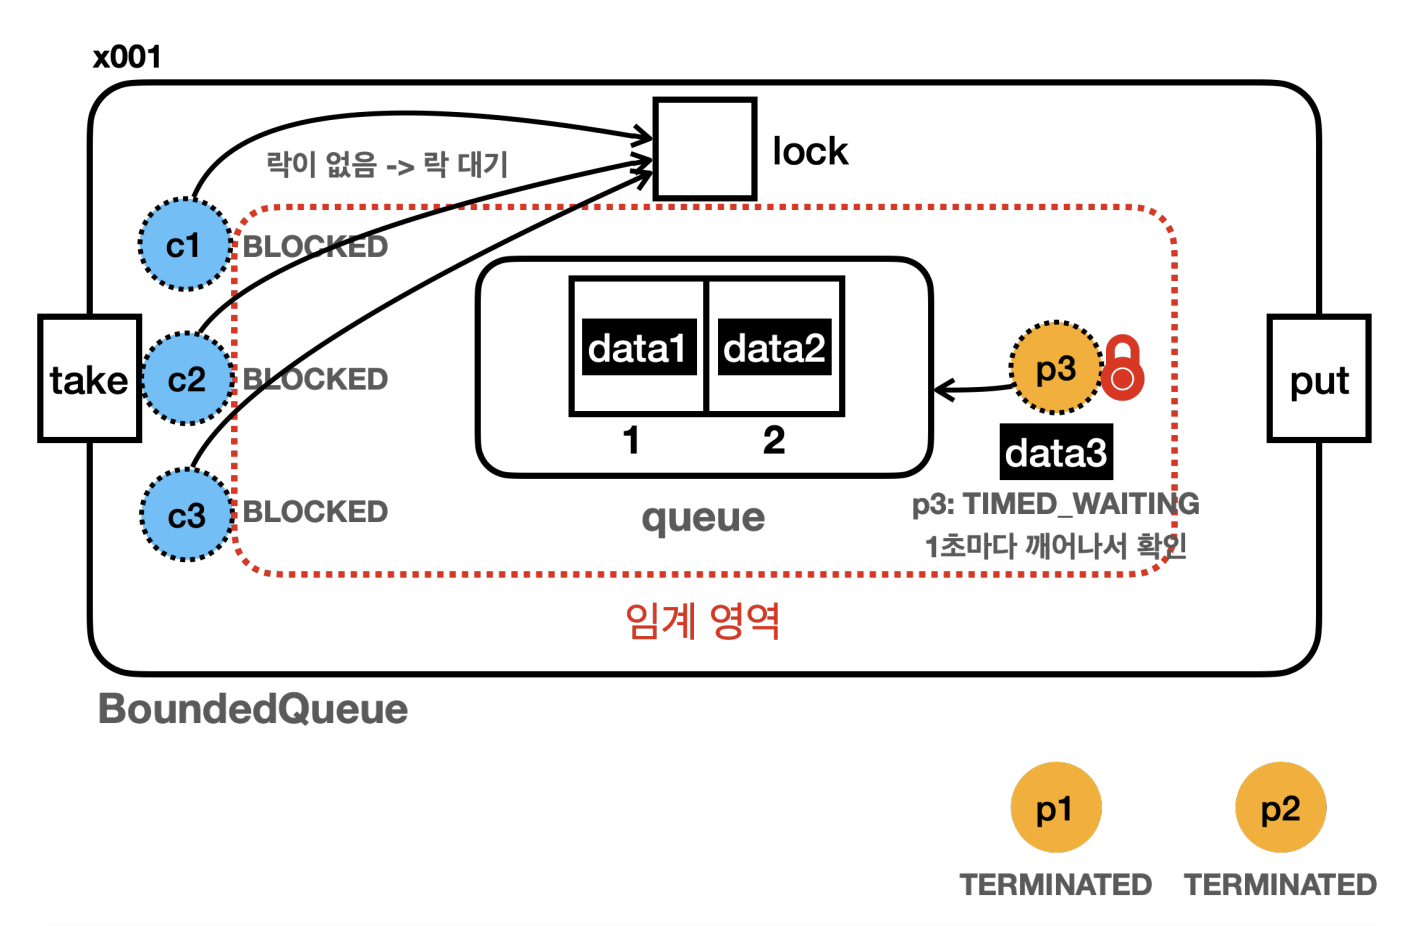 x001
lock
락이 없음 -> 락 대기
c1
BLOCKED
data1
data2
take
c2
BLOCKED
p3
put
1
2
data3
c3
BLOCKED
queue
p3: TIMED_WAITING
1초마다 깨어나서 확인
임계 영역
BoundedQueue
p1
p2
TERMINATED
TERMINATED